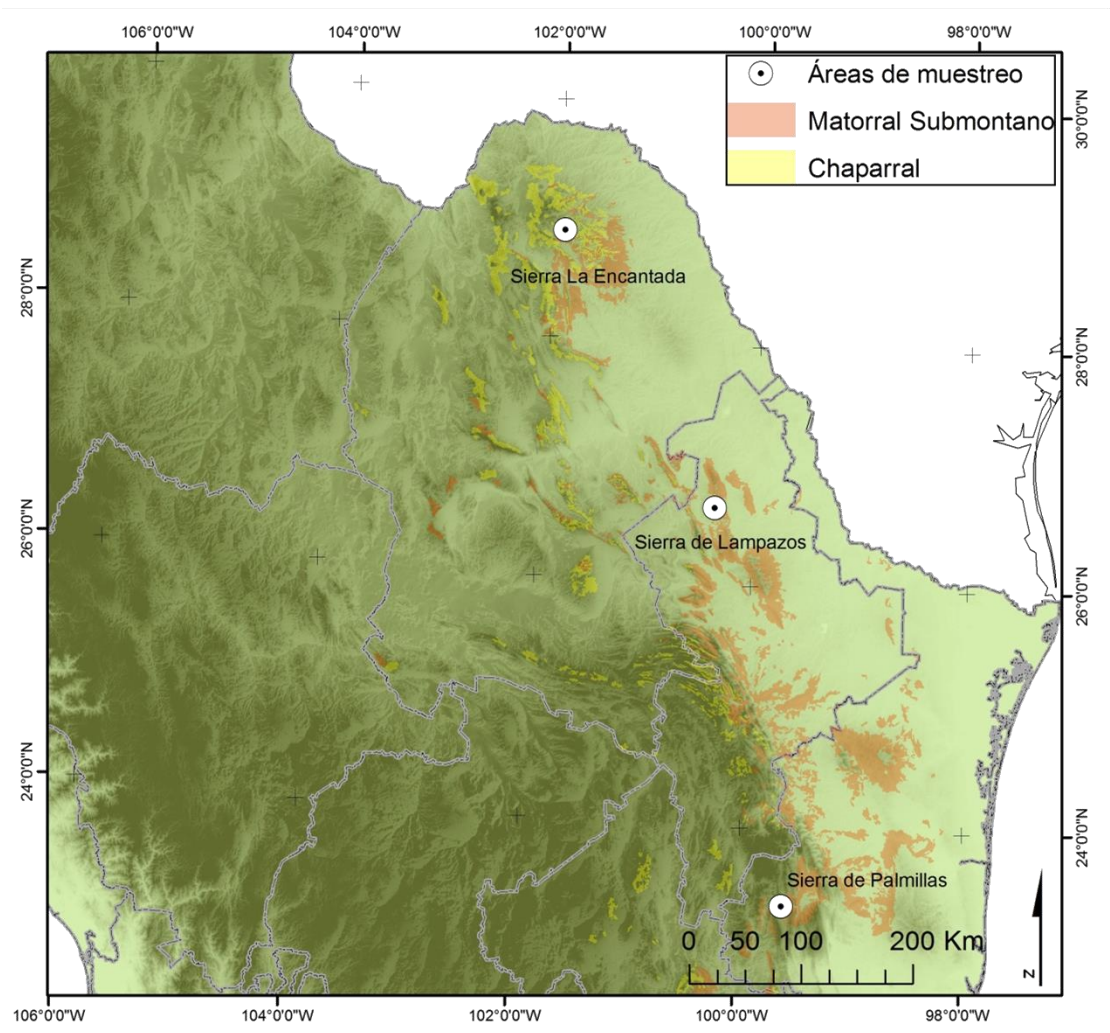 106°0'0"W 104°0'0"W 102°0'0"W 100°0'0"W 98°0'0"W
Áreas de muestreo
Matorral Submontano
Chaparral
30°0'0"N
28°0'0"N
Sierra La Encantada
28°0'0"N
26°0'0"N
Sierra de Lampazos
26°0'0"N
24°0'0"N
24°0'0"N
Sierra de Palmillas
0 50 100 200 Km
N
106°0'0"W 104°0'0"W 102°0'0"W 100°0'0"W 98°0'0"W